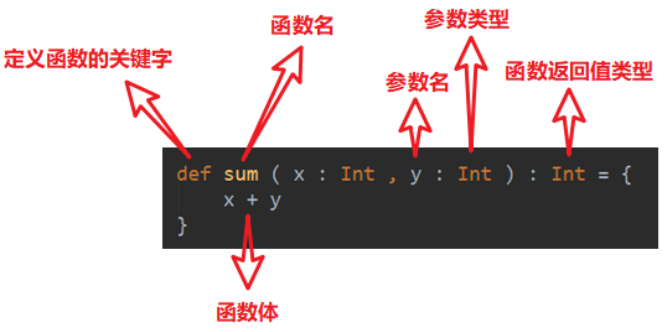 函数名
参数类型
定义函数的关键字
参数名
函数返回值类型
def sum ( x : Int , y : Int ) : Int = {
x + y
}
函数体